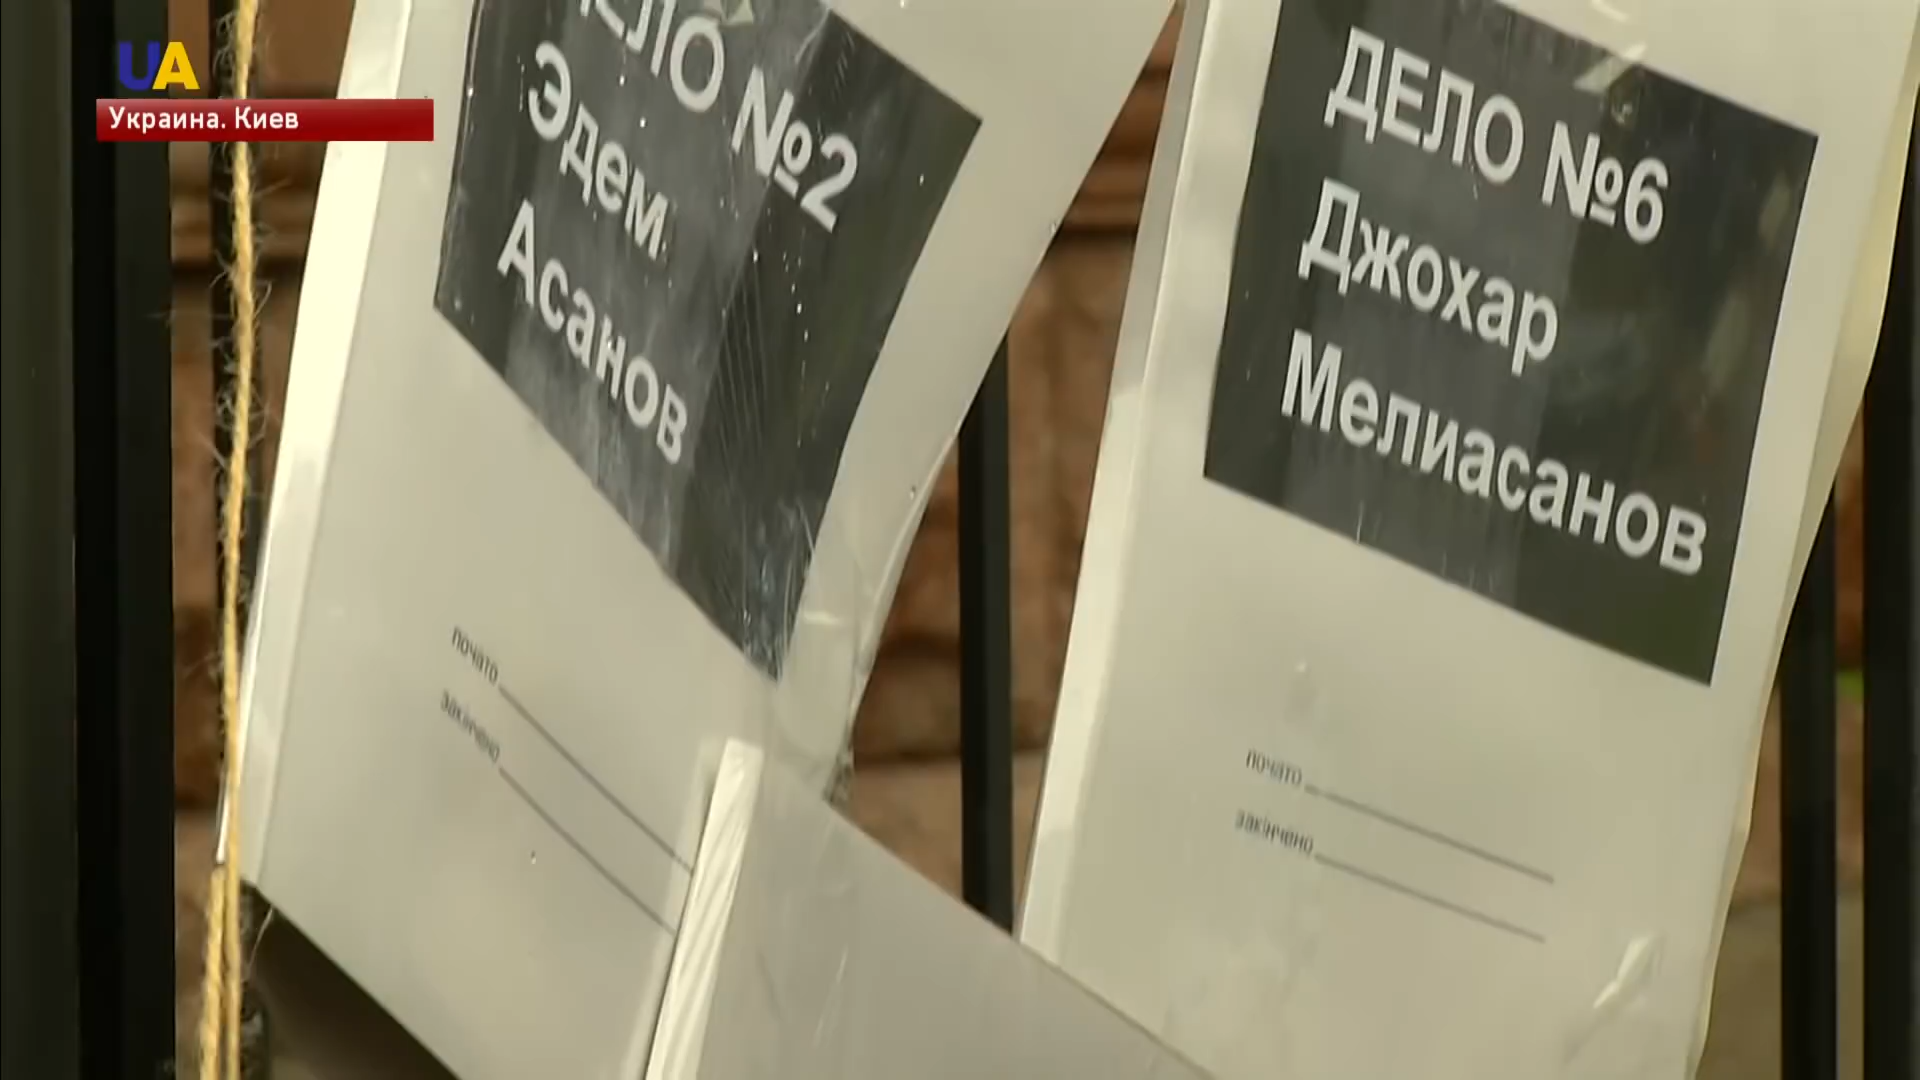 UA
Украина. Киев
ДЕЛО №2
Эдем
Асанов
почато
закінчено
ДЕЛО №6
Джохар
Мелиасанов
почато
закінчено